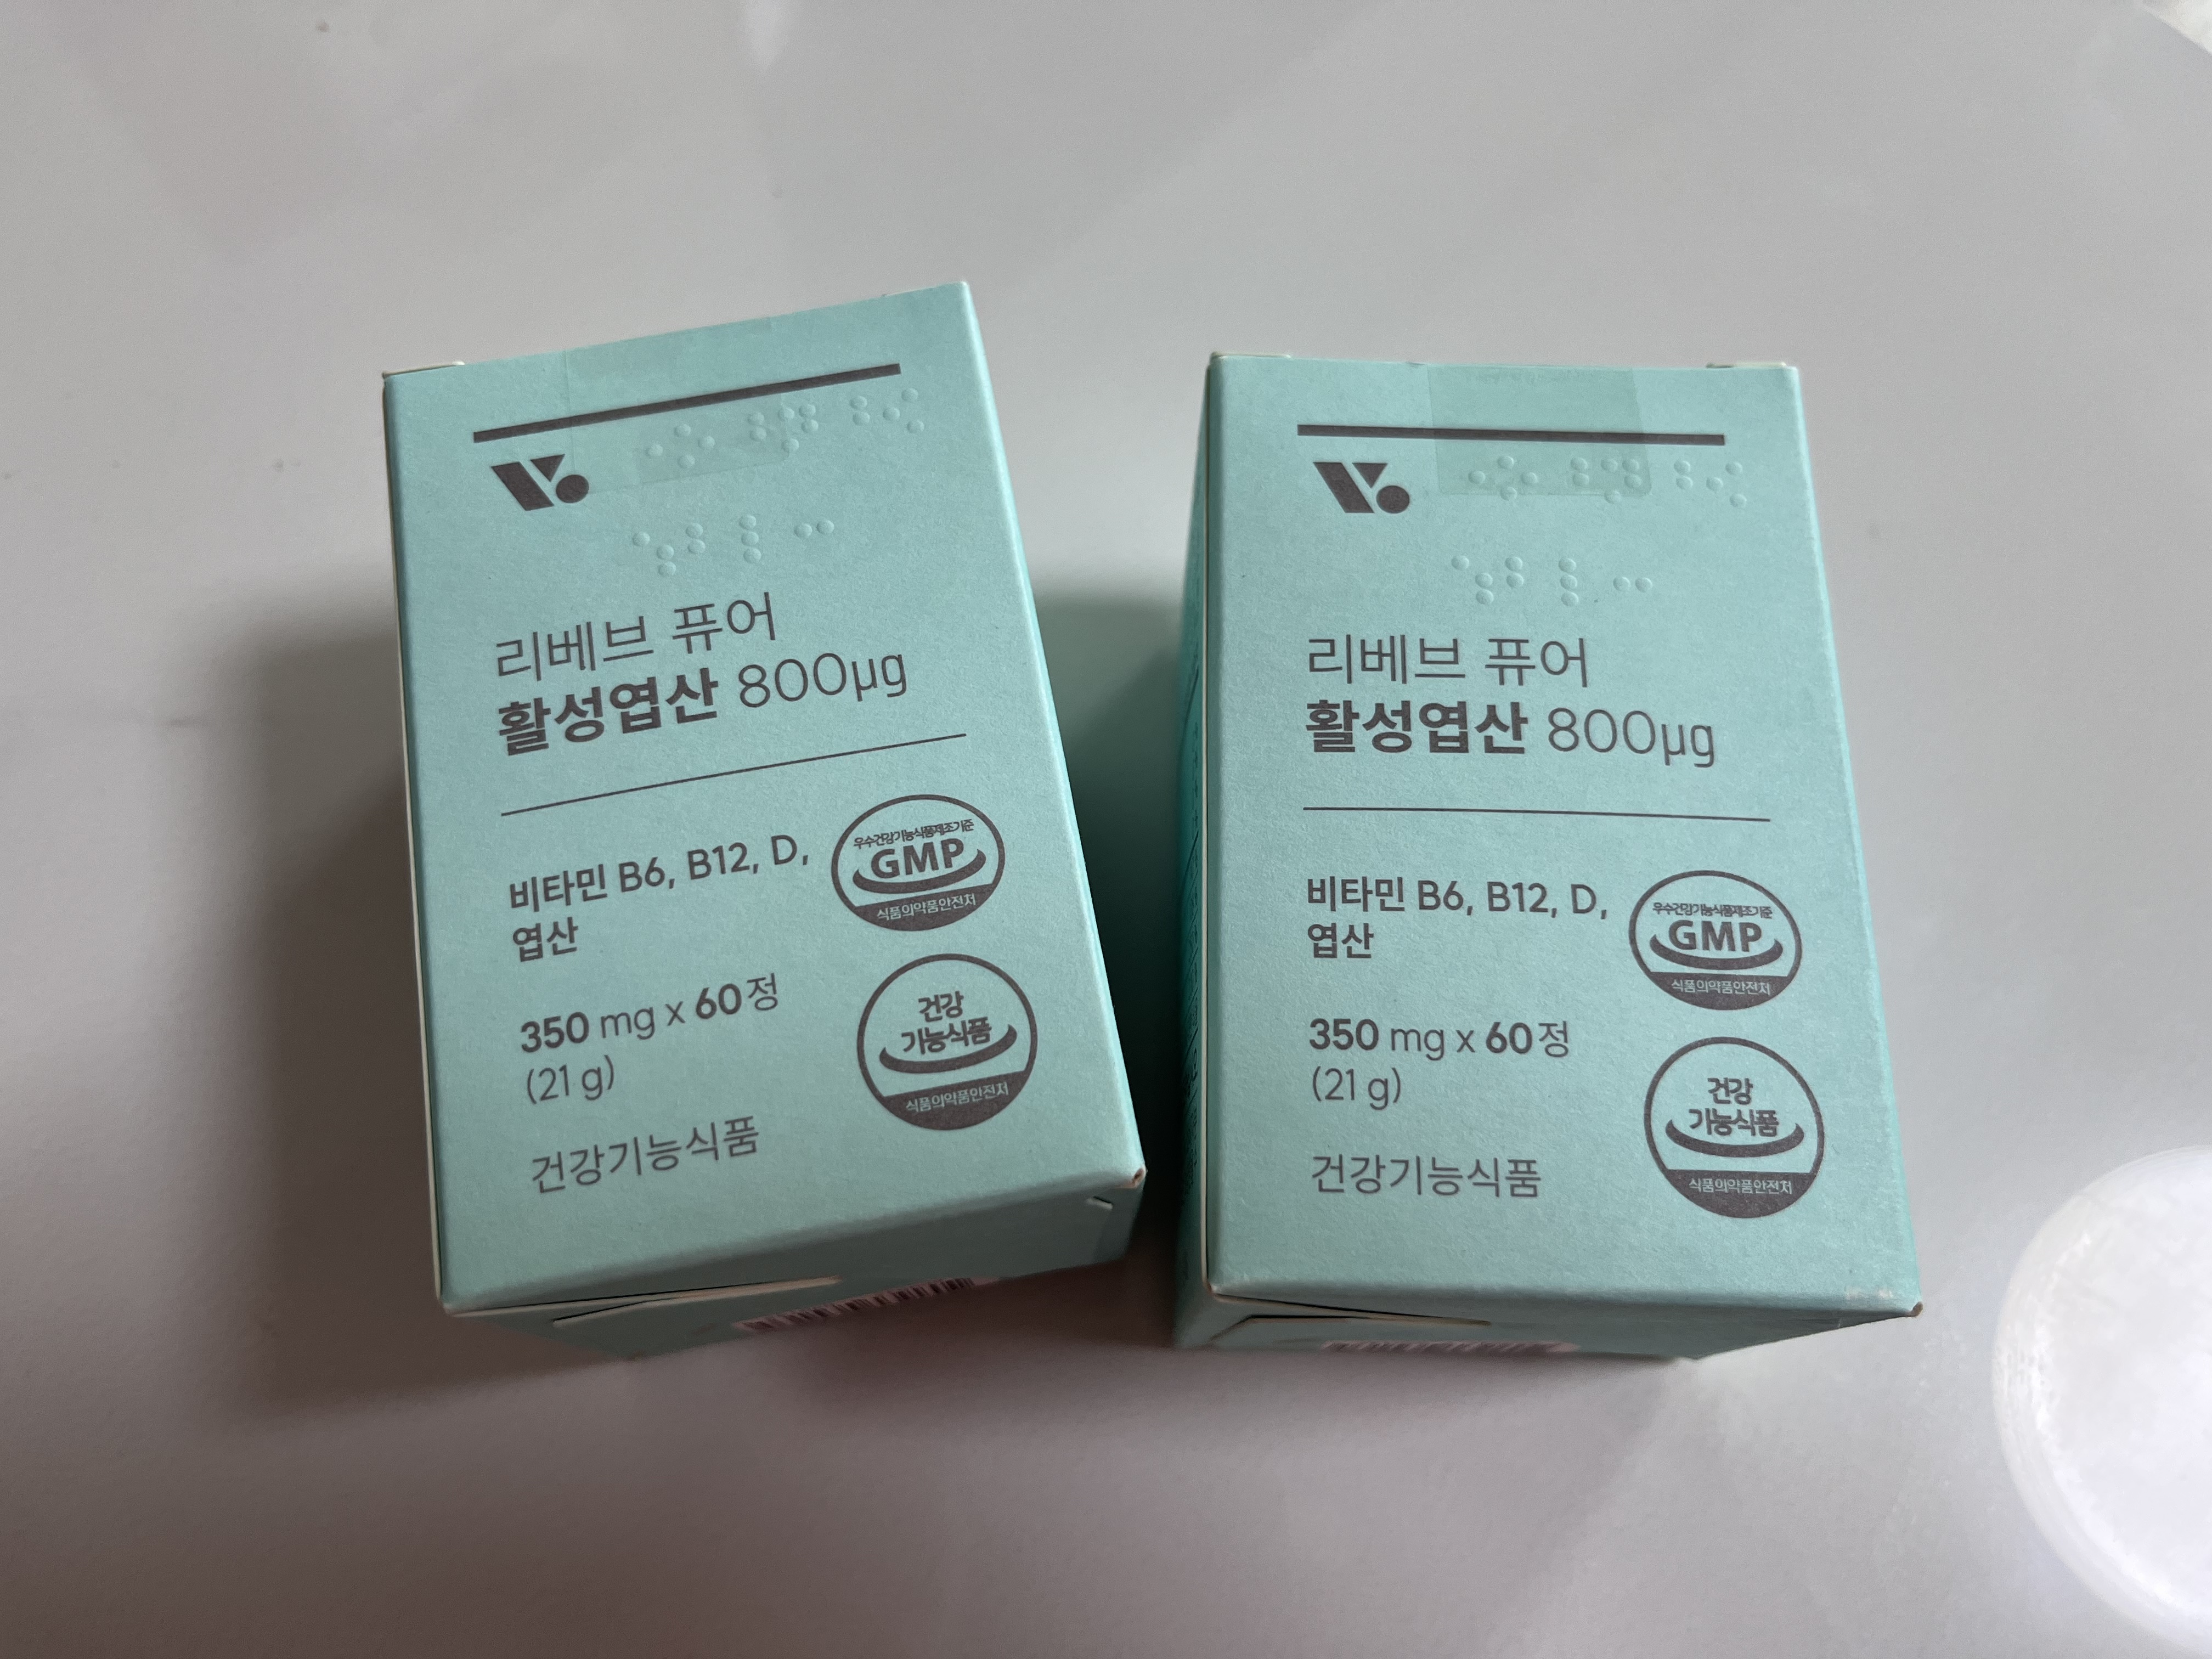 리베브 퓨어
활성엽산 800µg
비타민 B6, B12, D,
엽산
350 mg x 60정
(21 g)
건강기능식품
우수건강기능식품제조기준
GMP
식품의약품안전처
건강
기능식품
식품의약품안전처
리베브 퓨어
활성엽산 800µg
비타민 B6, B12, D,
엽산
350 mg x 60정
(21 g)
건강기능식품
우수건강기능식품제조기준
GMP
식품의약품안전처
건강
기능식품
식품의약품안전처